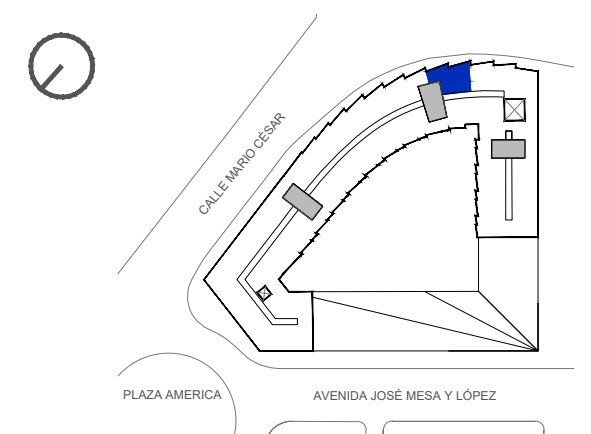 CALLE MARIO CÉSAR
PLAZA AMERICA
AVENIDA JOSÉ MESA Y LÓPEZ